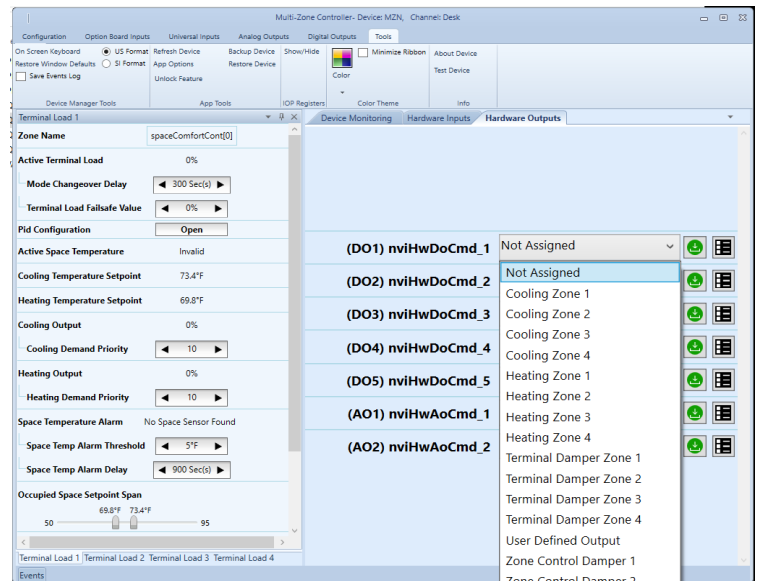 Multi-Zone Controller- Device: MZN, Channel: Desk
Configuration Option Board Inputs Universal Inputs Analog Outputs Digital Outputs Tools
On Screen Keyboard US Format Refresh Device Backup Device Show/Hide Minimize Ribbon About Device
Restore Window Defaults SI Format App Options Restore Device
Save Events Log Unlock Feature Color Test Device
Device Manager Tools App Tools IOP Registers Color Theme Info
Terminal Load 1
Device Monitoring Hardware Inputs Hardware Outputs
Zone Name spaceComfortCont[0]
Active Terminal Load 0%
Mode Changeover Delay 300 Sec(s)
Terminal Load Failsafe Value 0%
Pid Configuration Open
Active Space Temperature Invalid
Cooling Temperature Setpoint 73.4°F
Heating Temperature Setpoint 69.8°F
Cooling Output 0%
Cooling Demand Priority 10
Heating Output 0%
Heating Demand Priority 10
Space Temperature Alarm No Space Sensor Found
Space Temp Alarm Threshold 5°F
Space Temp Alarm Delay 900 Sec(s)
Occupied Space Setpoint Span
69.8°F 73.4°F
50 95
Terminal Load 1 Terminal Load 2 Terminal Load 3 Terminal Load 4
Events
(DO1) nviHwDoCmd_1 Not Assigned
(DO2) nviHwDoCmd_2
(DO3) nviHwDoCmd_3
(DO4) nviHwDoCmd_4
(DO5) nviHwDoCmd_5
(AO1) nviHwAoCmd_1
(AO2) nviHwAoCmd_2
Not Assigned
Cooling Zone 1
Cooling Zone 2
Cooling Zone 3
Cooling Zone 4
Heating Zone 1
Heating Zone 2
Heating Zone 3
Heating Zone 4
Terminal Damper Zone 1
Terminal Damper Zone 2
Terminal Damper Zone 3
Terminal Damper Zone 4
User Defined Output
Zone Control Damper 1
Zone Control Damper 2